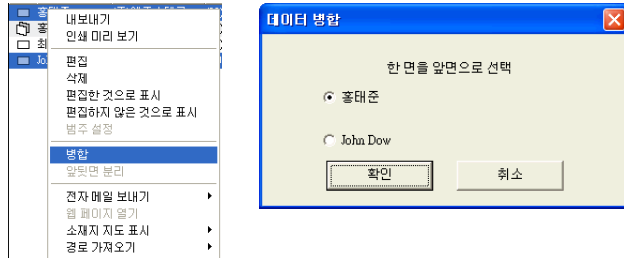 홍
최
Jo
내보내기
인쇄 미리 보기
편집
삭제
편집한 것으로 표시
편집하지 않은 것으로 표시
범주 설정
병합
앞뒷면 분리
전자 메일 보내기
웹 페이지 열기
소재지 지도 표시
경로 가져오기
데이터 병합
한 면을 앞면으로 선택
홍태준
John Dow
확인 취소